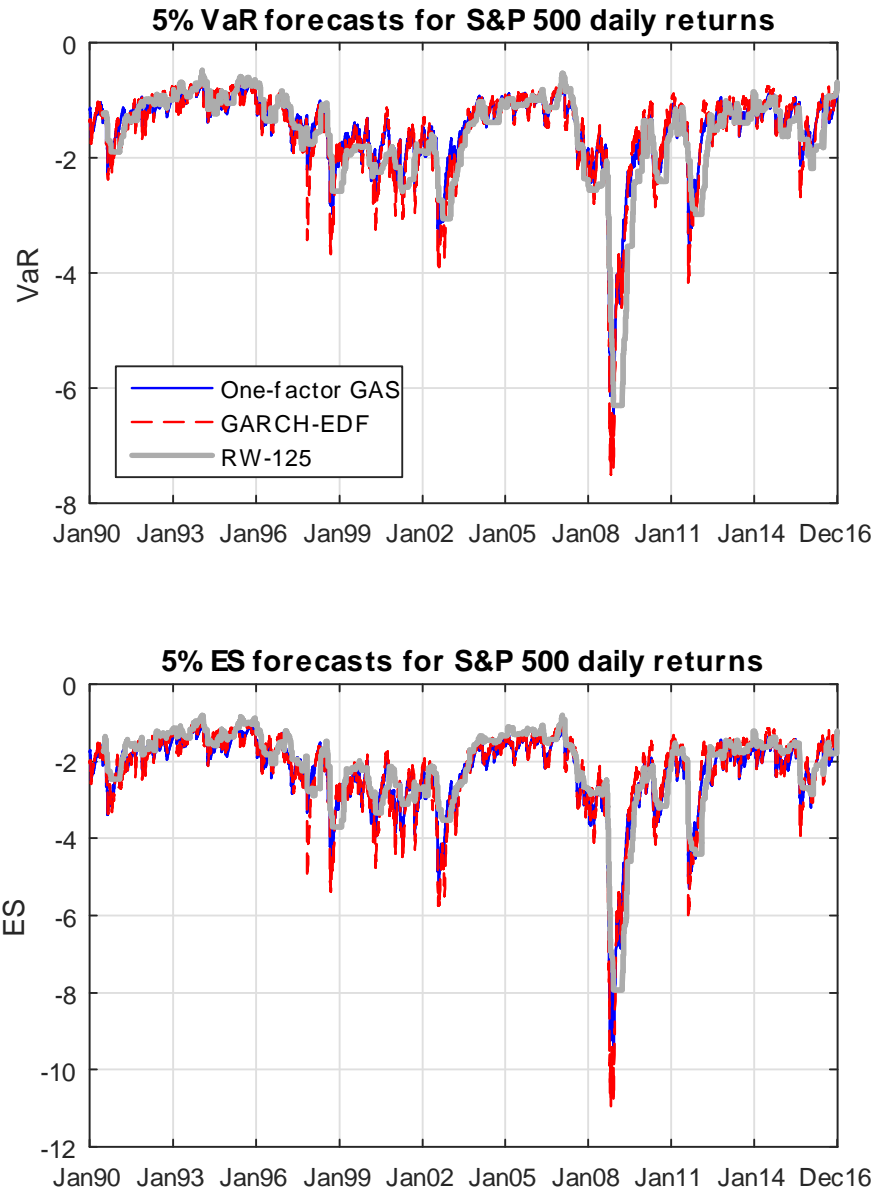 5% VaR forecasts for S&P 500 daily returns
0
-2
-4
-6
-8
VaR
One-factor GAS
GARCH-EDF
RW-125
Jan90 Jan93 Jan96 Jan99 Jan02 Jan05 Jan08 Jan11 Jan14 Dec16
5% ES forecasts for S&P 500 daily returns
0
-2
-4
-6
-8
-10
-12
ES
Jan90 Jan93 Jan96 Jan99 Jan02 Jan05 Jan08 Jan11 Jan14 Dec16